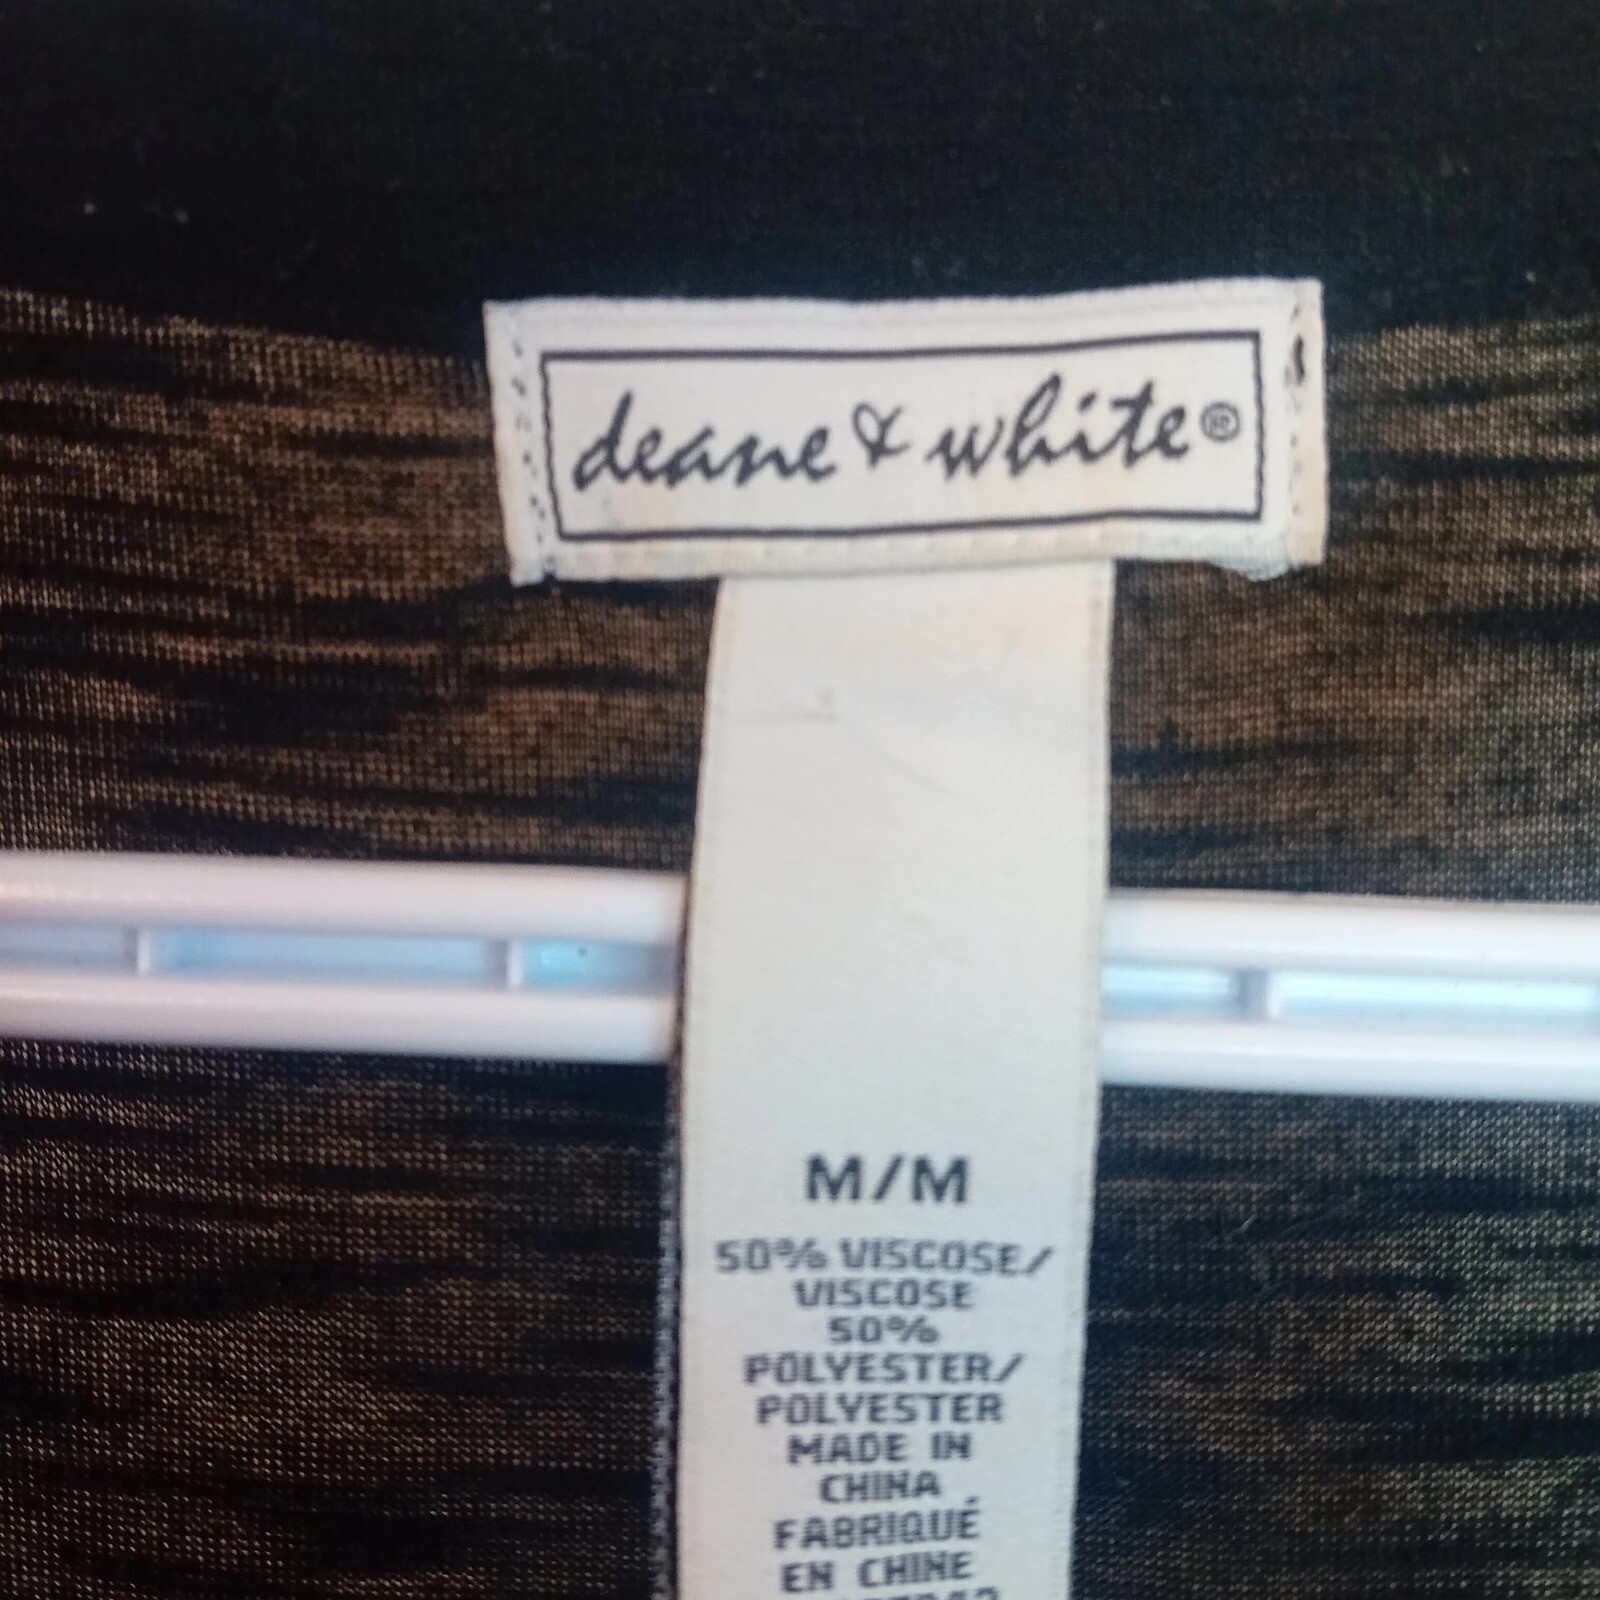 deane & white®
M/M
50% VISCOSE/
VISCOSE
50%
POLYESTER/
POLYESTER
MADE IN
CHINA
FABRIQUÉ
EN CHINE